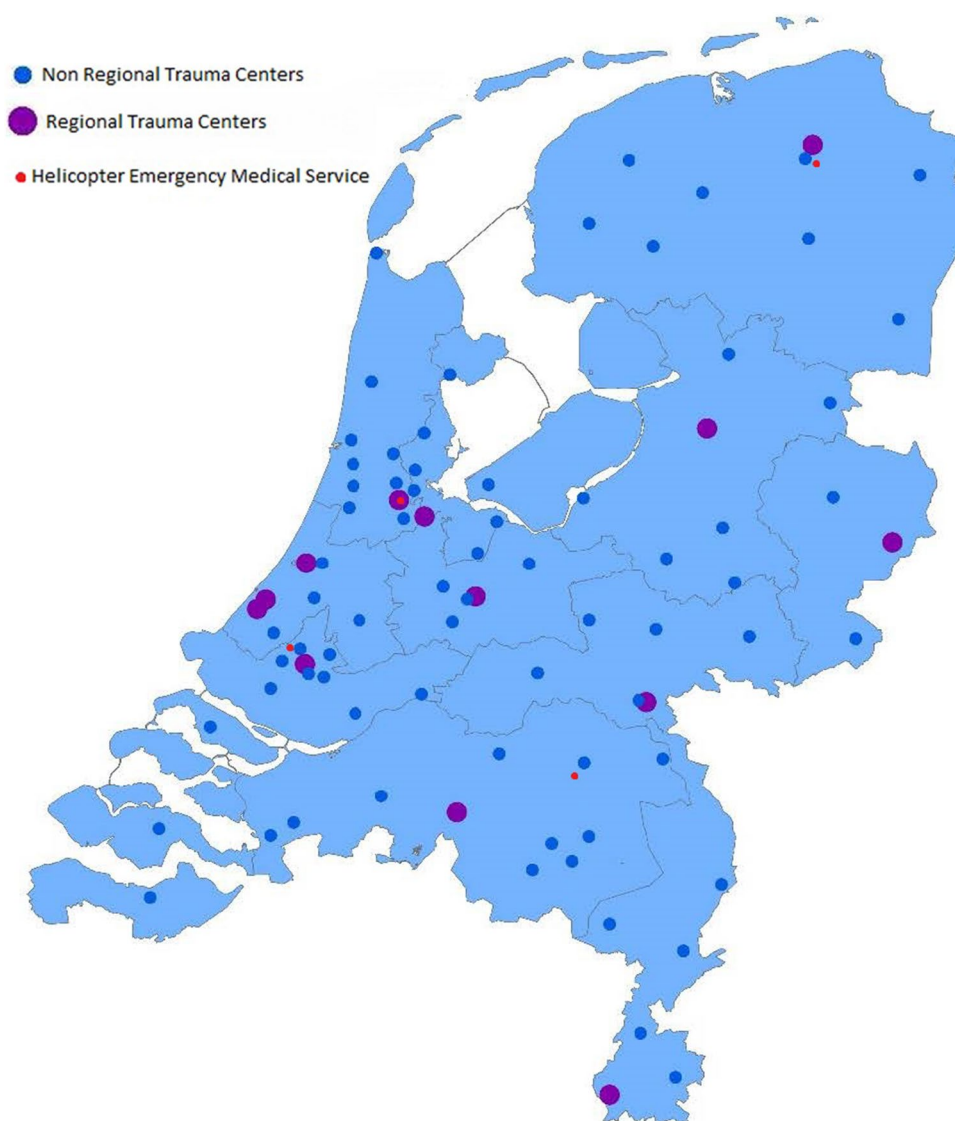 Non Regional Trauma Centers
Regional Trauma Centers
Helicopter Emergency Medical Service